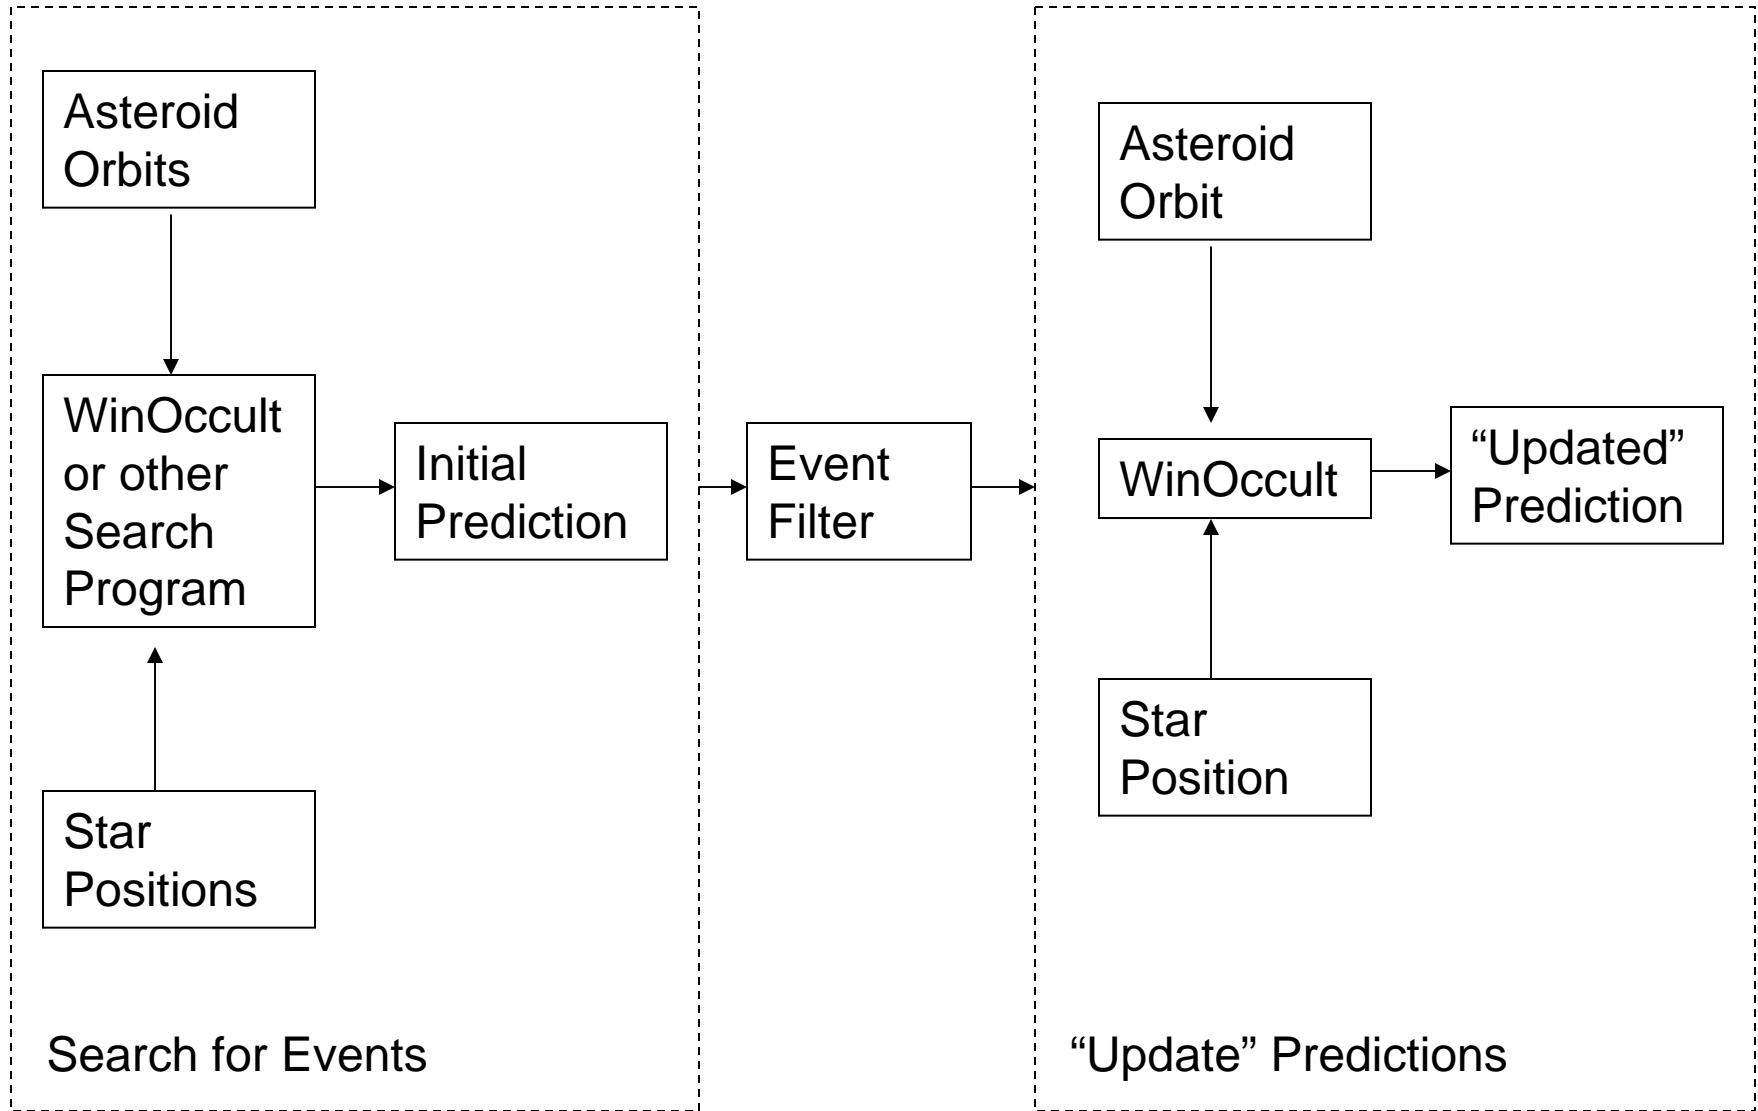 Asteroid
Orbits
WinOccult
or other
Search
Program
Star
Positions
Initial
Prediction
Search for Events
Event
Filter
Asteroid
Orbit
WinOccult
Star
Position
“Updated”
Prediction
“Update” Predictions